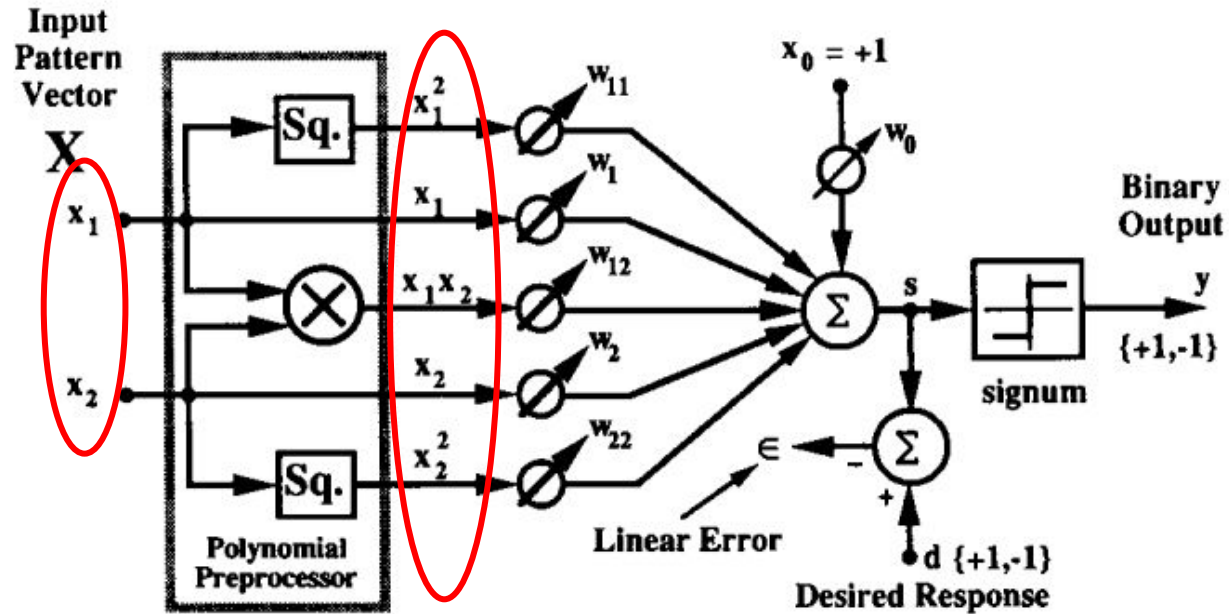 Input
Pattern
Vector
X
x₁
x₂
Sq.
Sq.
Polynomial
Preprocessor
x₁²
x₁
x₁x₂
x₂
x₂²
w₁₁
w₁
w₁₂
w₂
w₂₂
x₀ = +1
w₀
Σ
s
signum
Binary
Output
y
{+1,-1}
Σ
-
+
∈
Linear Error
d {+1,-1}
Desired Response